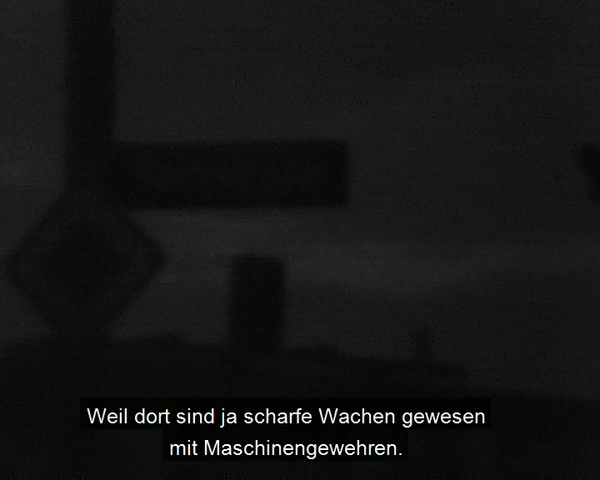 Weil dort sind ja scharfe Wachen gewesen
mit Maschinengewehren.